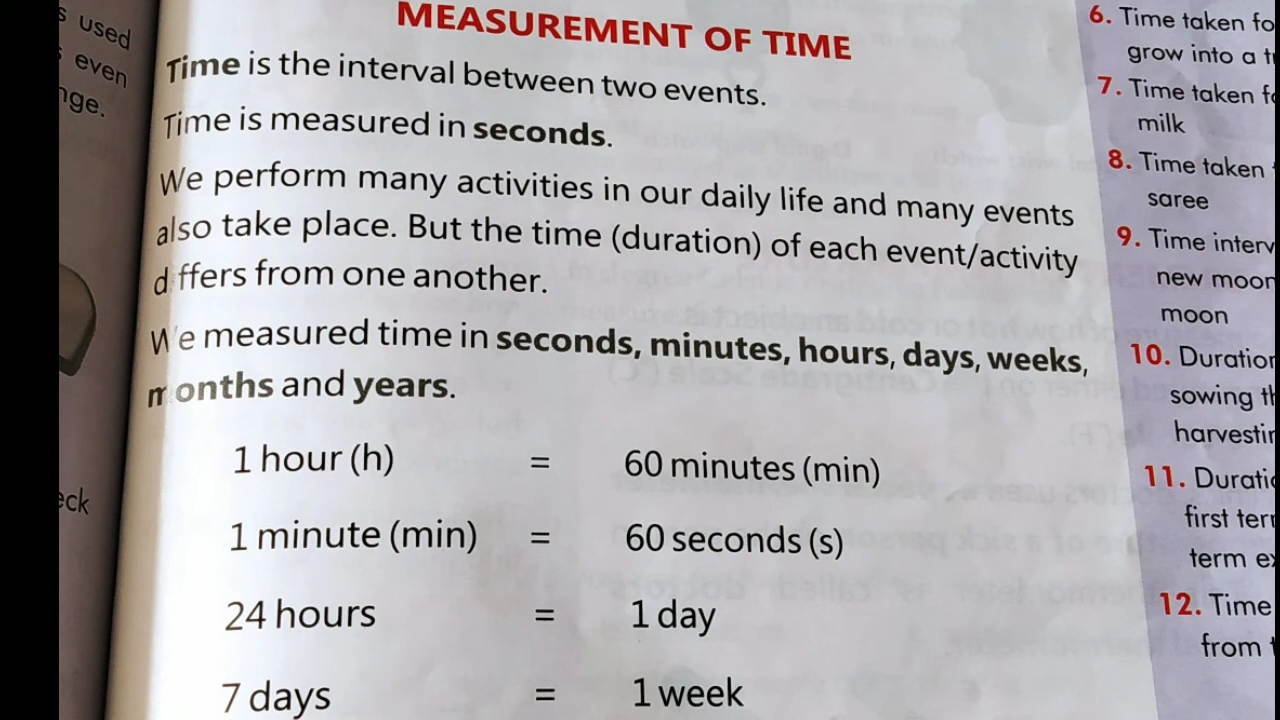 s used
even
nge.
eck
MEASUREMENT OF TIME
Time is the interval between two events.
Time is measured in seconds.
We perform many activities in our daily life and many events
also take place. But the time (duration) of each event/activity
differs from one another.
We measured time in seconds, minutes, hours, days, weeks,
months and years.
1 hour (h) = 60 minutes (min)
1 minute (min) = 60 seconds (s)
24 hours = 1 day
7 days = 1 week
6. Time taken fo
grow into a t
7. Time taken f
milk
8. Time taken
saree
9. Time interv
new moon
moon
10. Duration
sowing th
harvestin
11. Duratio
first ter
term ex
12. Time
from t